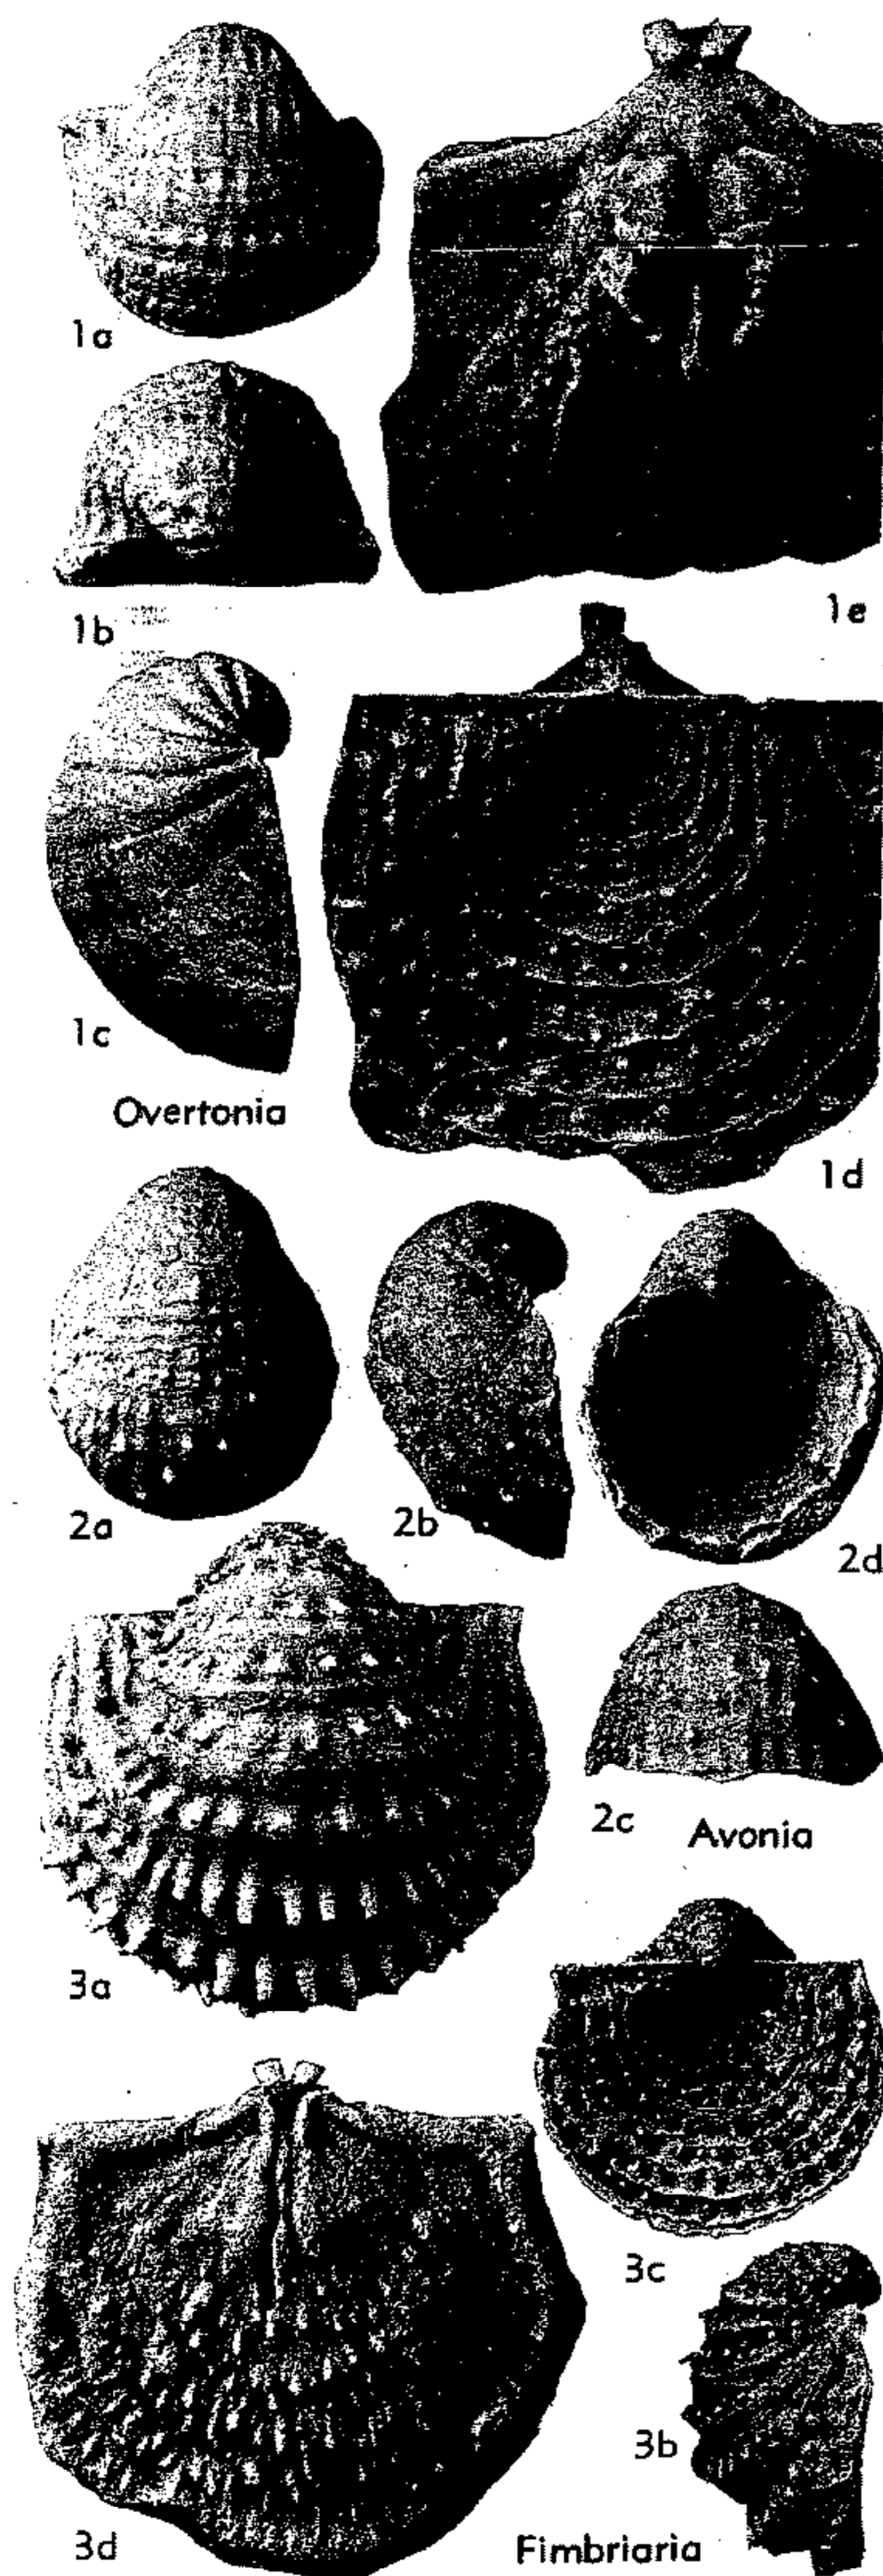 1a
1b
1e
1c
Overtonia
1d
2a
2b
2d
2c
Avonia
3a
3c
3b
3d
Fimbriaria